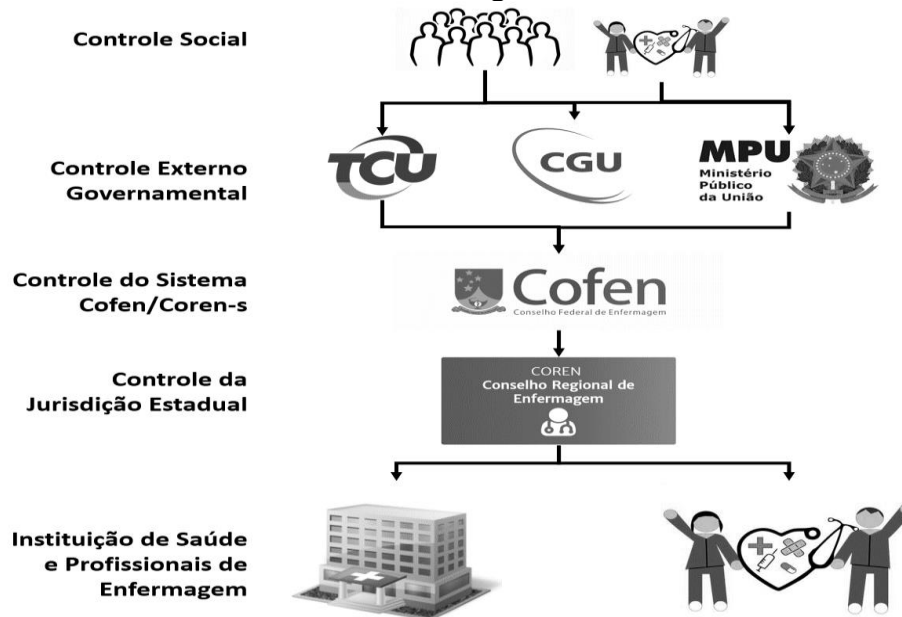 Controle Social
Controle Externo
Governamental
TCU
CGU
MPU
Ministério
Público
da União
Controle do Sistema
Cofen/Coren-s
Cofen
Conselho Federal de Enfermagem
Controle da
Jurisdição Estadual
COREN
Conselho Regional de
Enfermagem
Instituição de Saúde
e Profissionais de
Enfermagem